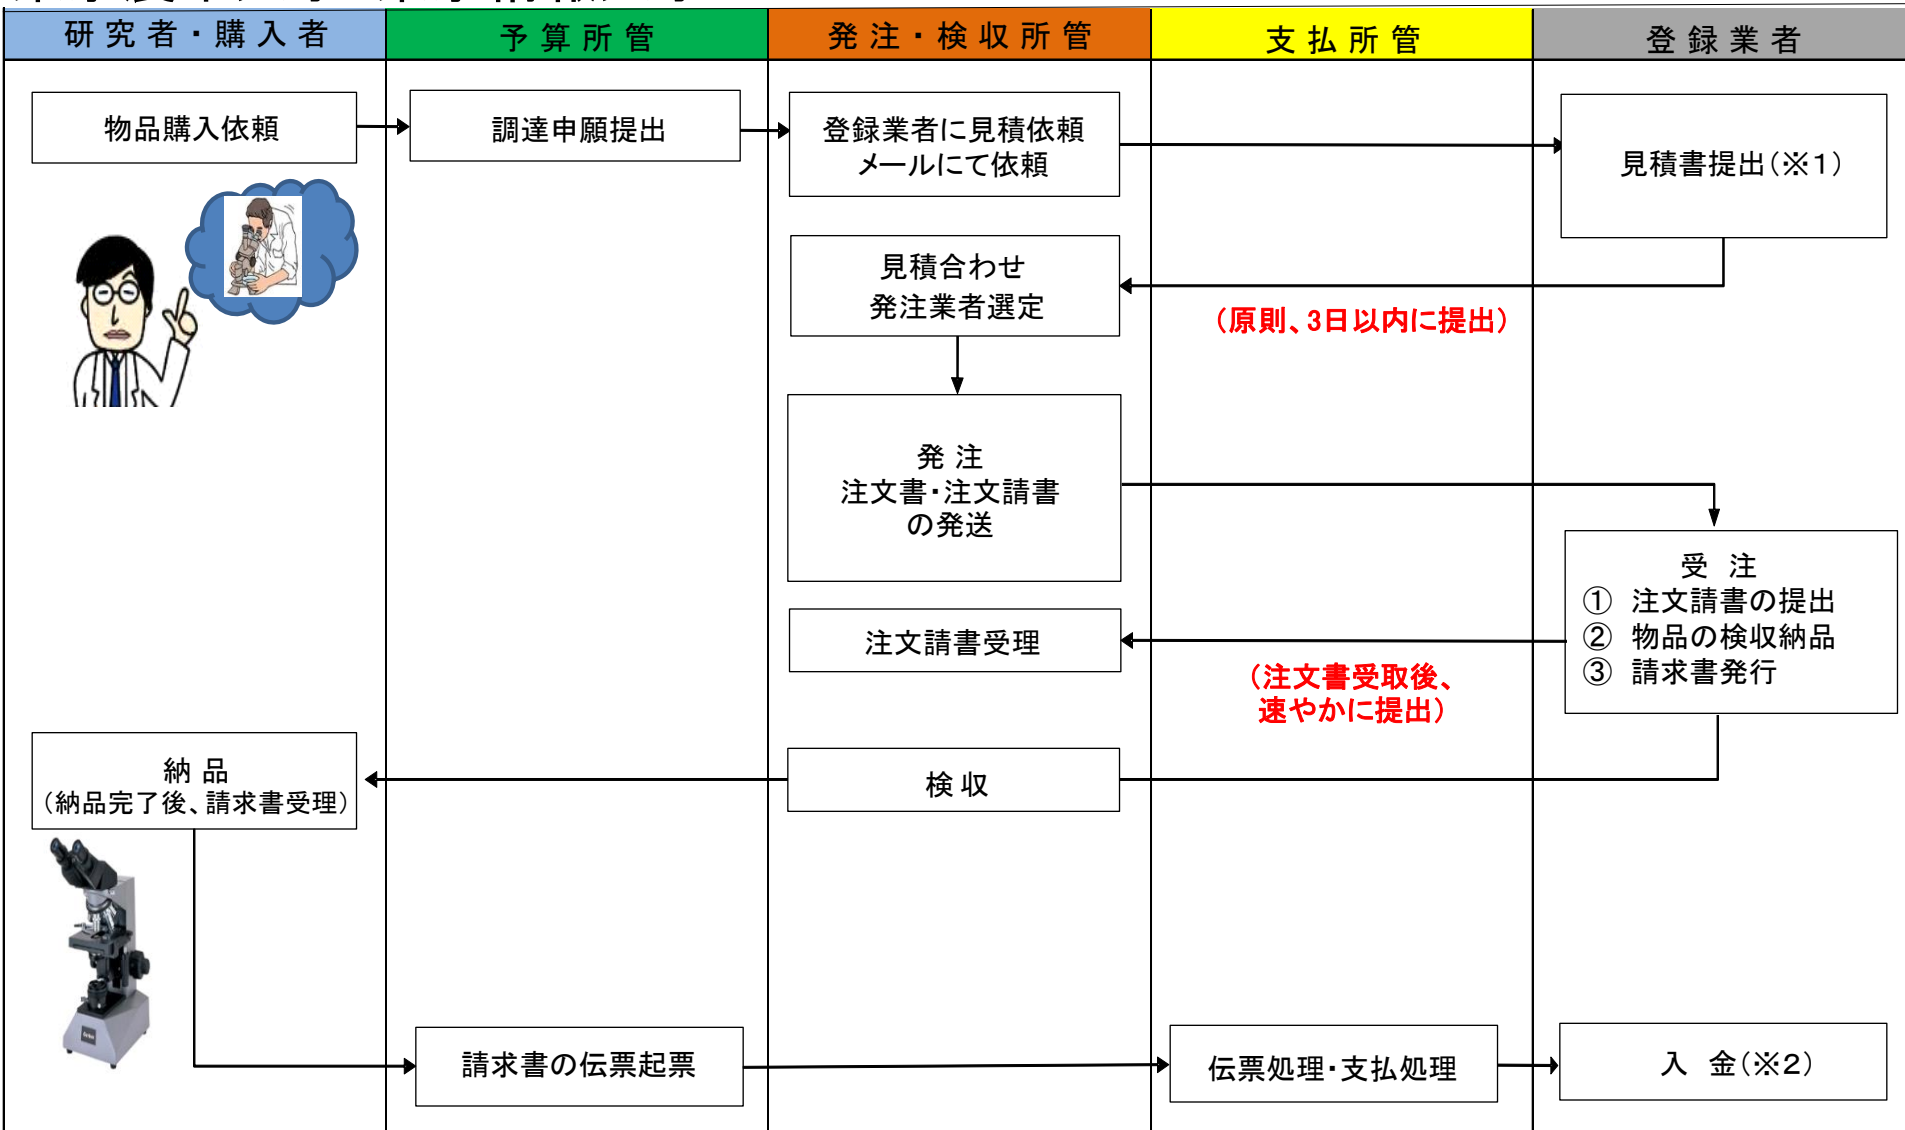 研究者・購入者
予算所管
発注・検収所管
支払所管
登録業者
物品購入依頼
調達申願提出
登録業者に見積依頼
メールにて依頼
見積書提出(※1)
見積合わせ
発注業者選定
(原則、3日以内に提出)
発 注
注文書・注文請書
の発送
受 注
① 注文請書の提出
② 物品の検収納品
③ 請求書発行
注文請書受理
(注文書受取後、
速やかに提出)
納 品
(納品完了後、請求書受理)
検 収
請求書の伝票起票
伝票処理・支払処理
入 金(※2)